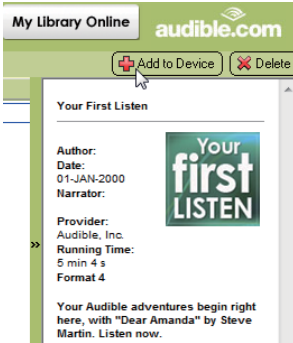 My Library Online
audible.com
Add to Device
Delete
Your First Listen
Author:
Date:
01-JAN-2000
Narrator:
Provider:
Audible, Inc.
Running Time:
5 min 4 s
Format 4
Your
first
LISTEN
»
Your Audible adventures begin right
here, with "Dear Amanda" by Steve
Martin. Listen now.